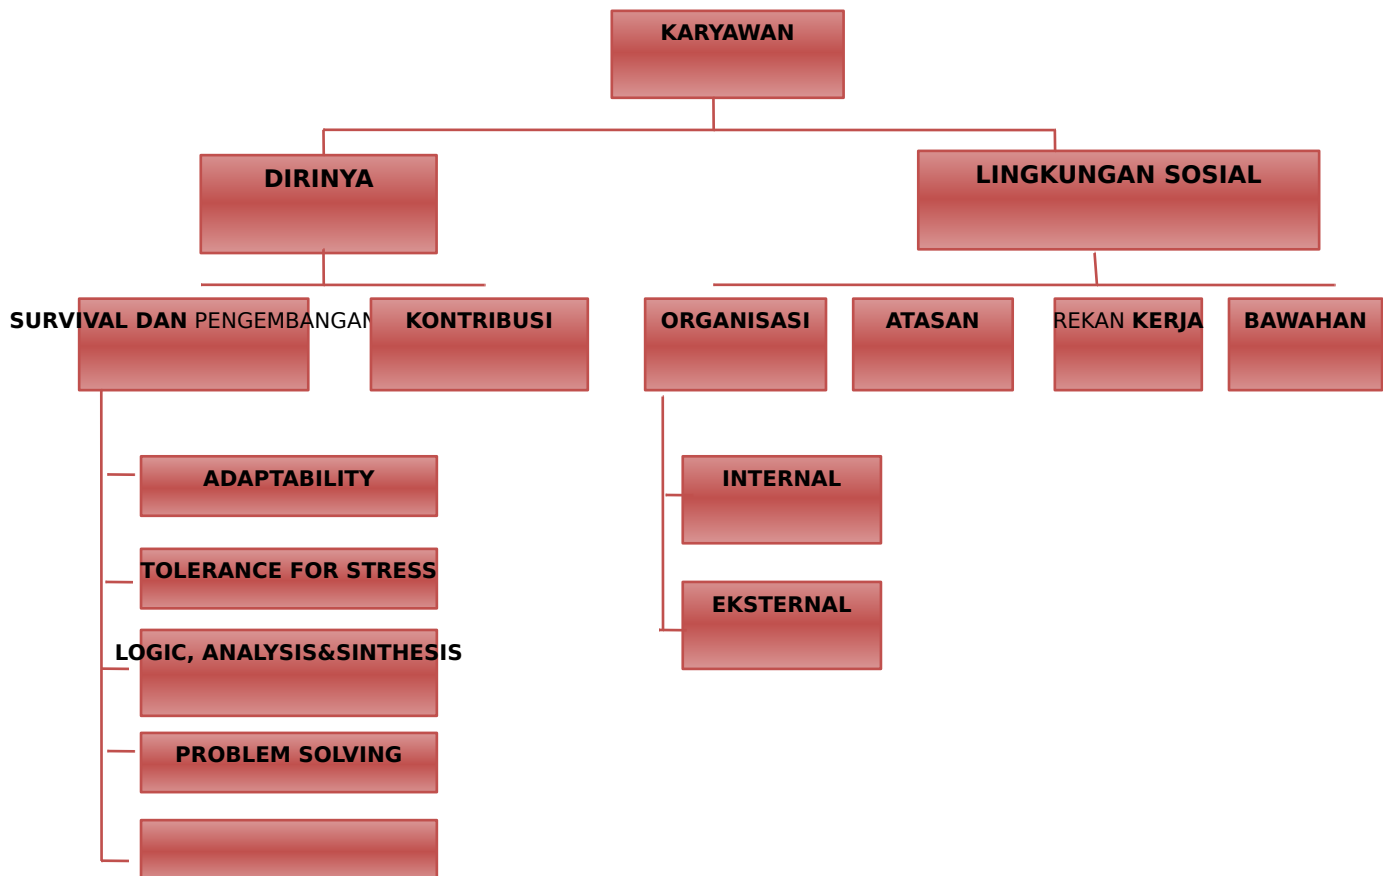 KARYAWAN
DIRINYA
LINGKUNGAN SOSIAL
SURVIVAL DAN PENGEMBANGAN
KONTRIBUSI
ORGANISASI
ATASAN
REKAN KERJA
BAWAHAN
ADAPTABILITY
TOLERANCE FOR STRESS
LOGIC, ANALYSIS&SINTHESIS
PROBLEM SOLVING
INTERNAL
EKSTERNAL